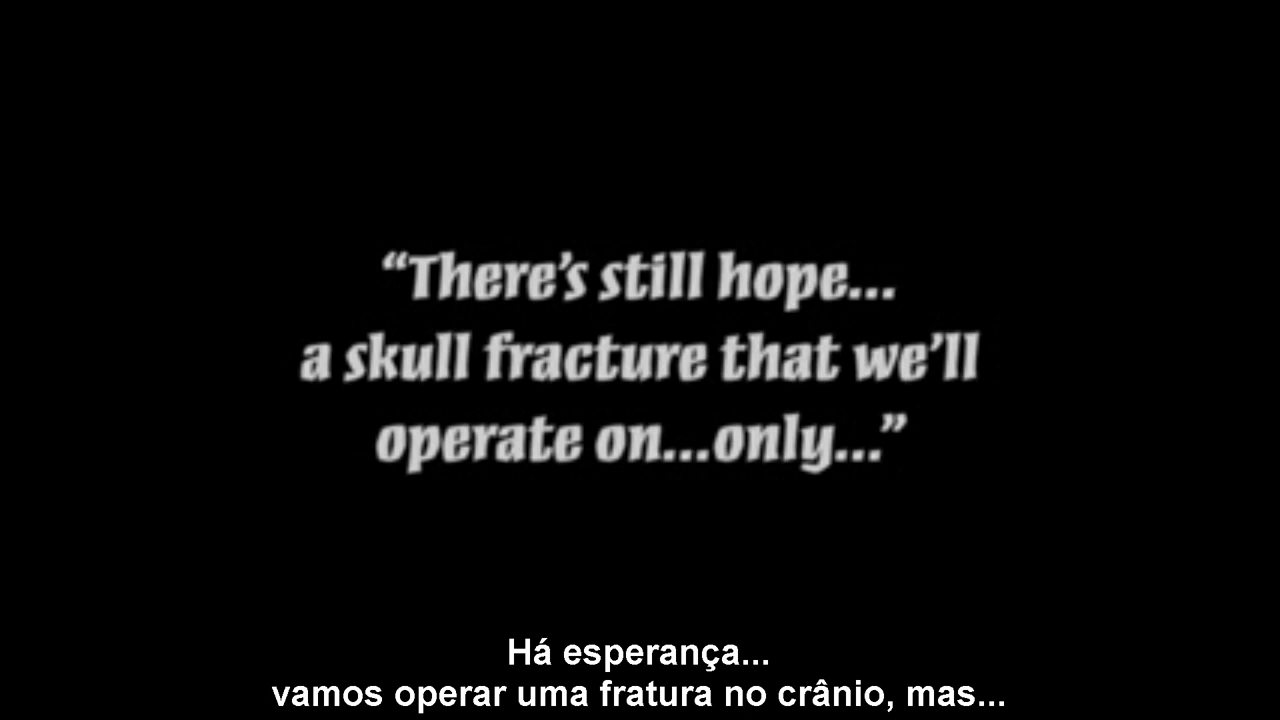 “There’s still hope...
a skull fracture that we’ll
operate on...only...”
Há esperança...
vamos operar uma fratura no crânio, mas...